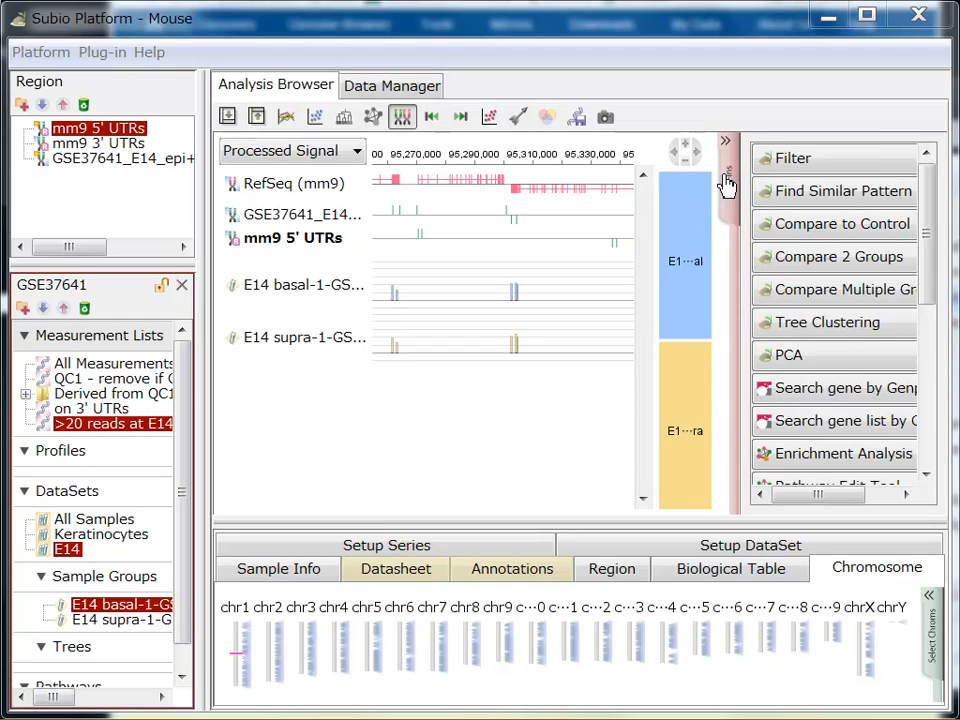 Subio Platform - Mouse
Platform Plug-in Help
Region
mm9 5' UTRs
mm9 3' UTRs
GSE37641_E14_epi+
GSE37641
Measurement Lists
All Measurements
QC1 - remove if C
Derived from QC1
on 3' UTRs
>20 reads at E14
Profiles
DataSets
All Samples
Keratinocytes
E14
Sample Groups
E14 basal-1-GS
E14 supra-1-G
Trees
Pathways
Analysis Browser Data Manager
Processed Signal
00 95,270,000 95,290,000 95,310,000 95,330,000 95
RefSeq (mm9)
GSE37641_E14...
mm9 5' UTRs
E14 basal-1-GS...
E14 supra-1-GS...
E1···al
E1···ra
Filter
Find Similar Pattern
Compare to Control
Compare 2 Groups
Compare Multiple Gr
Tree Clustering
PCA
Search gene by Gen
Search gene list by
Enrichment Analysis
Pathway Edit Tool
Setup Series Setup DataSet
Sample Info Datasheet Annotations Region Biological Table Chromosome
chr1 chr2 chr3 chr4 chr5 chr6 chr7 chr8 chr9 c···0 c···1 c···2 c···3 c···4 c···5 c···6 c···7 c···8 c···9 chrX chrY
Select Chroms